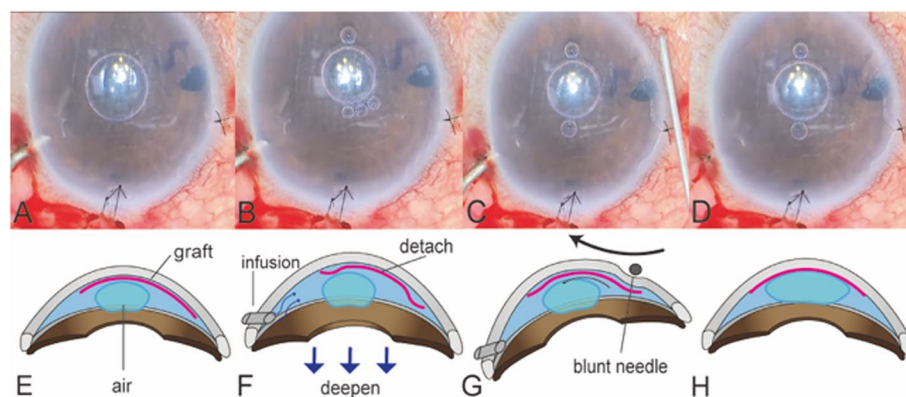 A
B
C
D
graft
infusion
detach
air
deepen
blunt needle
E
F
G
H